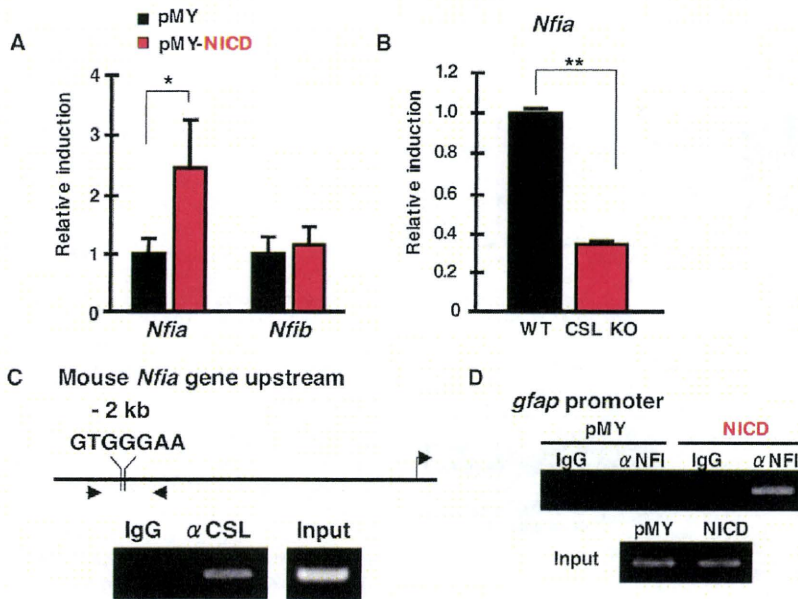 pMY
pMY-NICD
A
Relative induction
4
3
2
1
0
*
Nfia
Nfib
B
Nfia
**
Relative induction
1.2
1.0
0.8
0.6
0.4
0.2
0
WT
CSL KO
C
Mouse Nfia gene upstream
- 2 kb
GTGGGAA
IgG
αCSL
Input
D
gfap promoter
pMY
NICD
IgG
αNFI
IgG
αNFI
pMY
NICD
Input